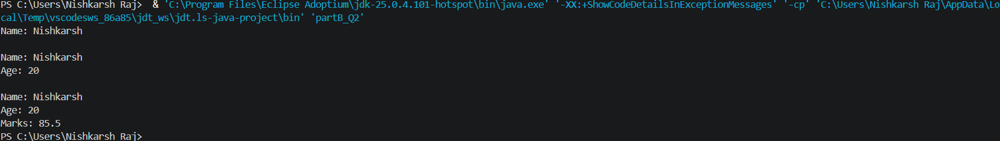 PS C:\Users\Nishkarsh Raj>  & 'C:\Program Files\Eclipse Adoptium\jdk-25.0.4.101-hotspot\bin\java.exe' '-XX:+ShowCodeDetailsInExceptionMessages' '-cp' 'C:\Users\Nishkarsh Raj\AppData\Lo
cal\Temp\vscodesws_86a85\jdt_ws\jdt.ls-java-project\bin' 'partB_Q2'
Name: Nishkarsh
Name: Nishkarsh
Age: 20
Name: Nishkarsh
Age: 20
Marks: 85.5
PS C:\Users\Nishkarsh Raj>